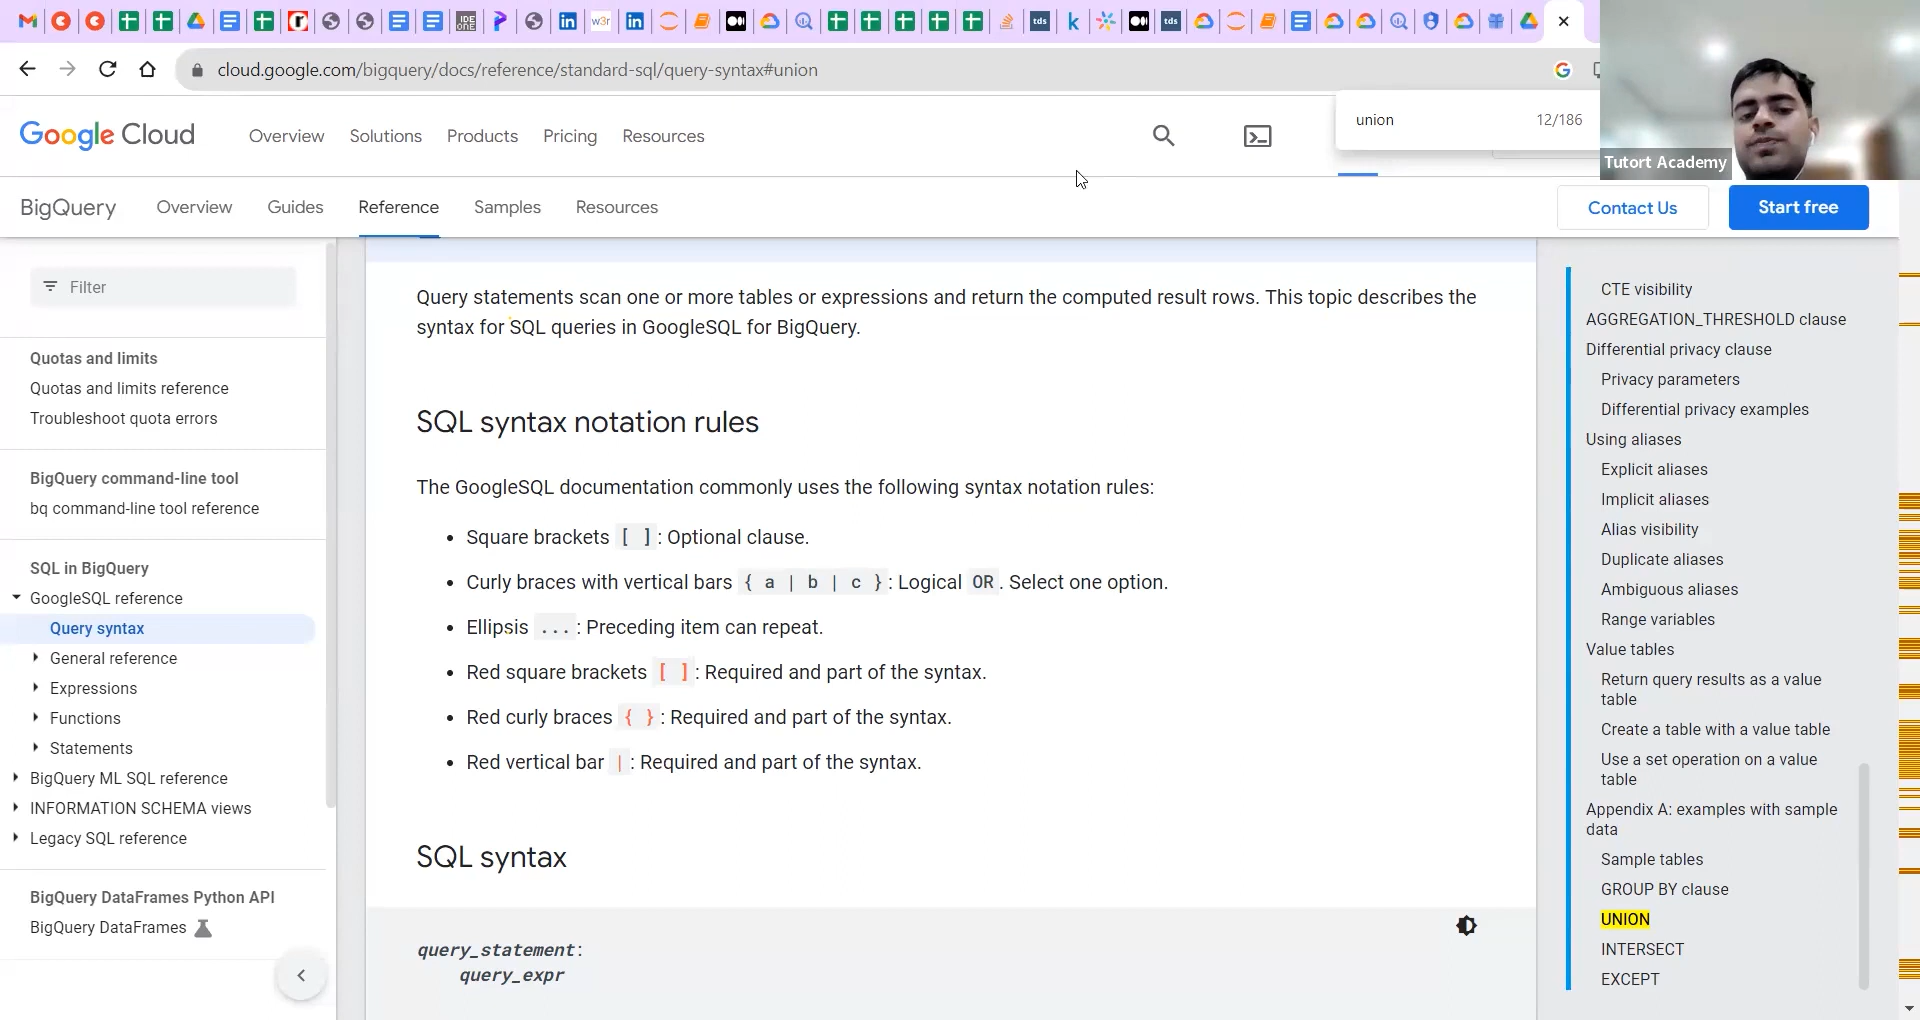 IDE
ONE
w3r
tds
k
tds
cloud.google.com/bigquery/docs/reference/standard-sql/query-syntax#union
union
12/186
Tutort Academy
Google Cloud
Overview
Solutions
Products
Pricing
Resources
BigQuery
Overview
Guides
Reference
Samples
Resources
Contact Us
Start free
Filter
Quotas and limits
Quotas and limits reference
Troubleshoot quota errors
BigQuery command-line tool
bq command-line tool reference
SQL in BigQuery
GoogleSQL reference
Query syntax
General reference
Expressions
Functions
Statements
BigQuery ML SQL reference
INFORMATION SCHEMA views
Legacy SQL reference
BigQuery DataFrames Python API
BigQuery DataFrames
Query statements scan one or more tables or expressions and return the computed result rows. This topic describes the
syntax for SQL queries in GoogleSQL for BigQuery.
SQL syntax notation rules
The GoogleSQL documentation commonly uses the following syntax notation rules:
• Square brackets [ ]: Optional clause.
• Curly braces with vertical bars { a | b | c }: Logical OR. Select one option.
• Ellipsis ...: Preceding item can repeat.
• Red square brackets [ ]: Required and part of the syntax.
• Red curly braces { }: Required and part of the syntax.
• Red vertical bar |: Required and part of the syntax.
SQL syntax
query_statement:
query_expr
CTE visibility
AGGREGATION_THRESHOLD clause
Differential privacy clause
Privacy parameters
Differential privacy examples
Using aliases
Explicit aliases
Implicit aliases
Alias visibility
Duplicate aliases
Ambiguous aliases
Range variables
Value tables
Return query results as a value
table
Create a table with a value table
Use a set operation on a value
table
Appendix A: examples with sample
data
Sample tables
GROUP BY clause
UNION
INTERSECT
EXCEPT